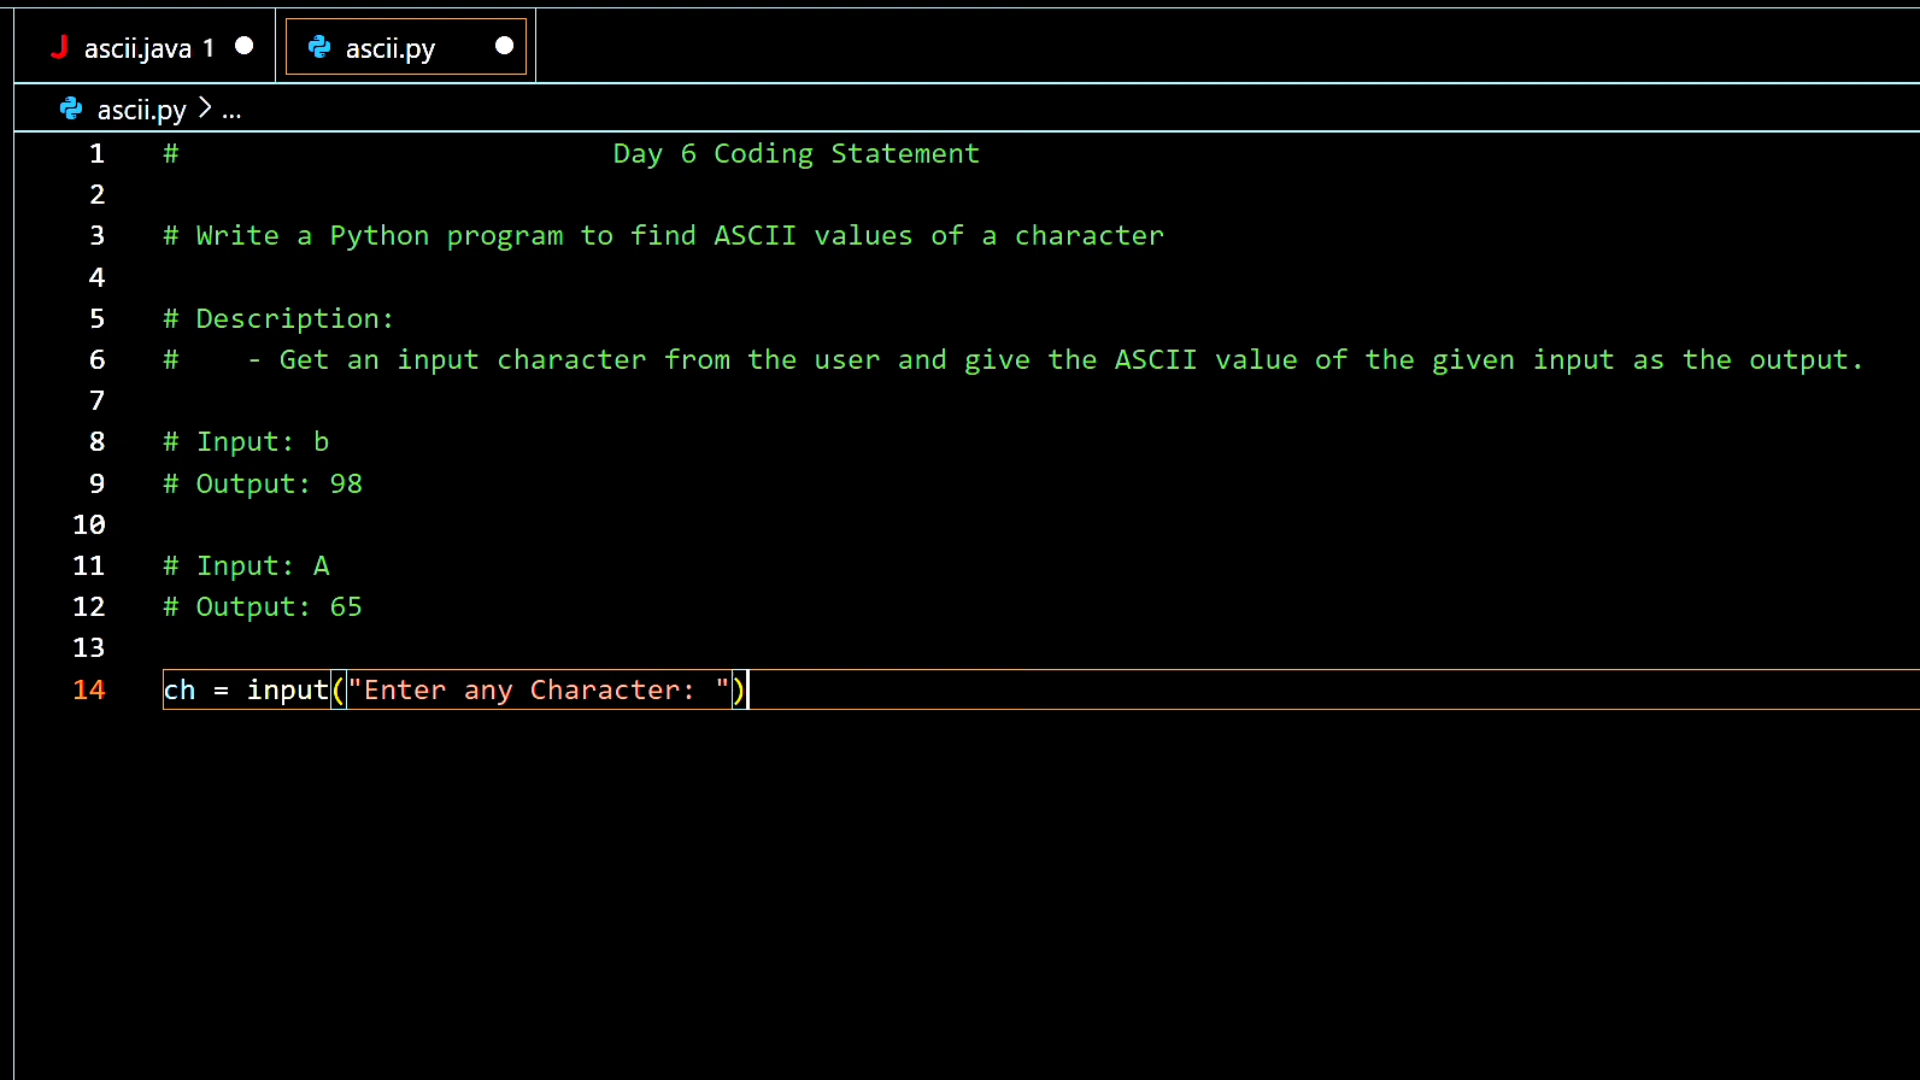 ascii.java 1
ascii.py
ascii.py > ...
1 # Day 6 Coding Statement
2
3 # Write a Python program to find ASCII values of a character
4
5 # Description:
6 # - Get an input character from the user and give the ASCII value of the given input as the output.
7
8 # Input: b
9 # Output: 98
10
11 # Input: A
12 # Output: 65
13
14 ch = input("Enter any Character: ")